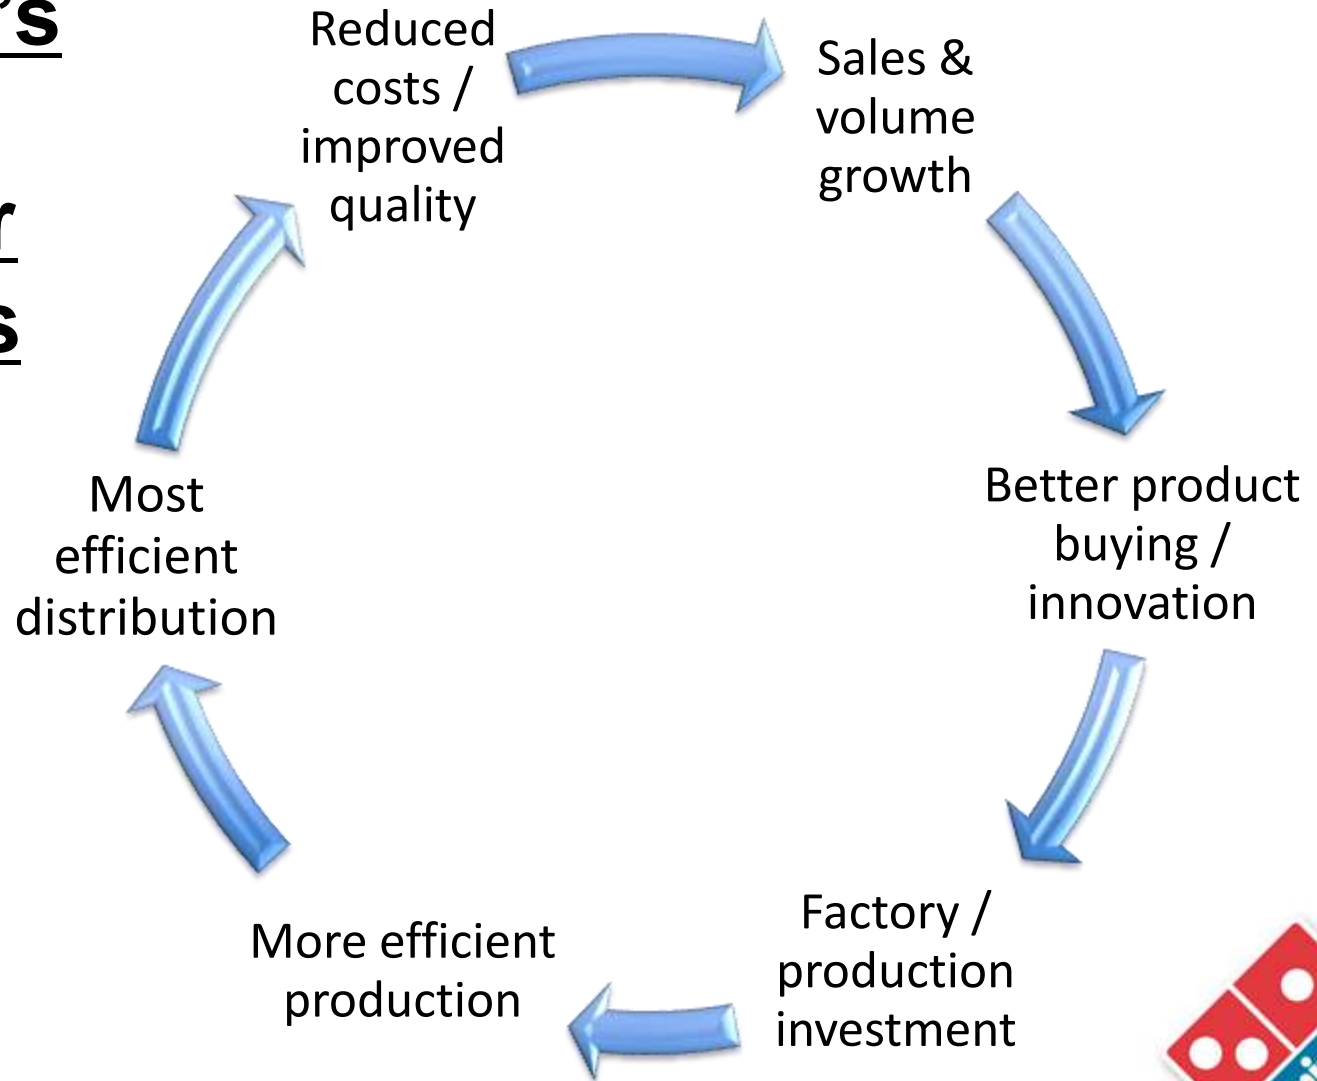 's
r
s
Reduced
costs /
improved
quality
Sales &
volume
growth
Better product
buying /
innovation
Factory /
production
investment
More efficient
production
Most
efficient
distribution